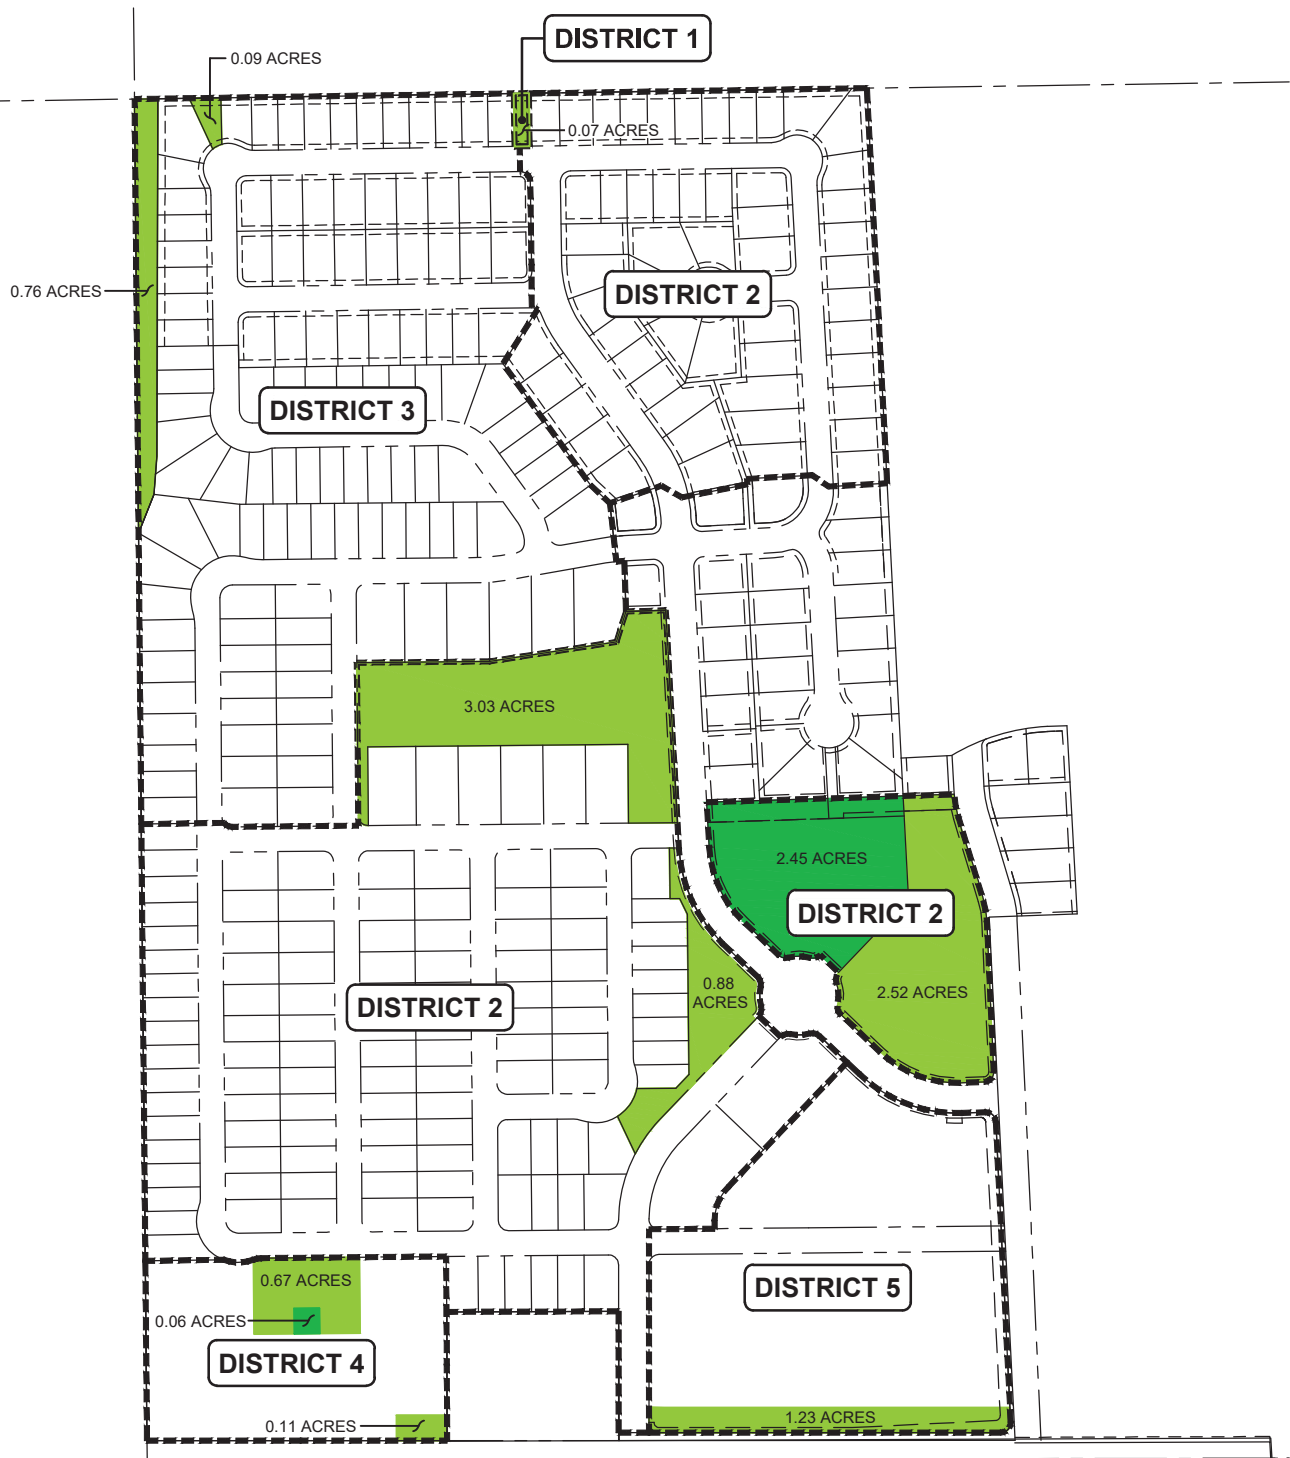 DISTRICT 1
0.09 ACRES
0.07 ACRES
0.76 ACRES
DISTRICT 2
DISTRICT 3
3.03 ACRES
2.45 ACRES
DISTRICT 2
0.88
ACRES
2.52 ACRES
DISTRICT 2
0.67 ACRES
DISTRICT 5
0.06 ACRES
DISTRICT 4
0.11 ACRES
1.23 ACRES